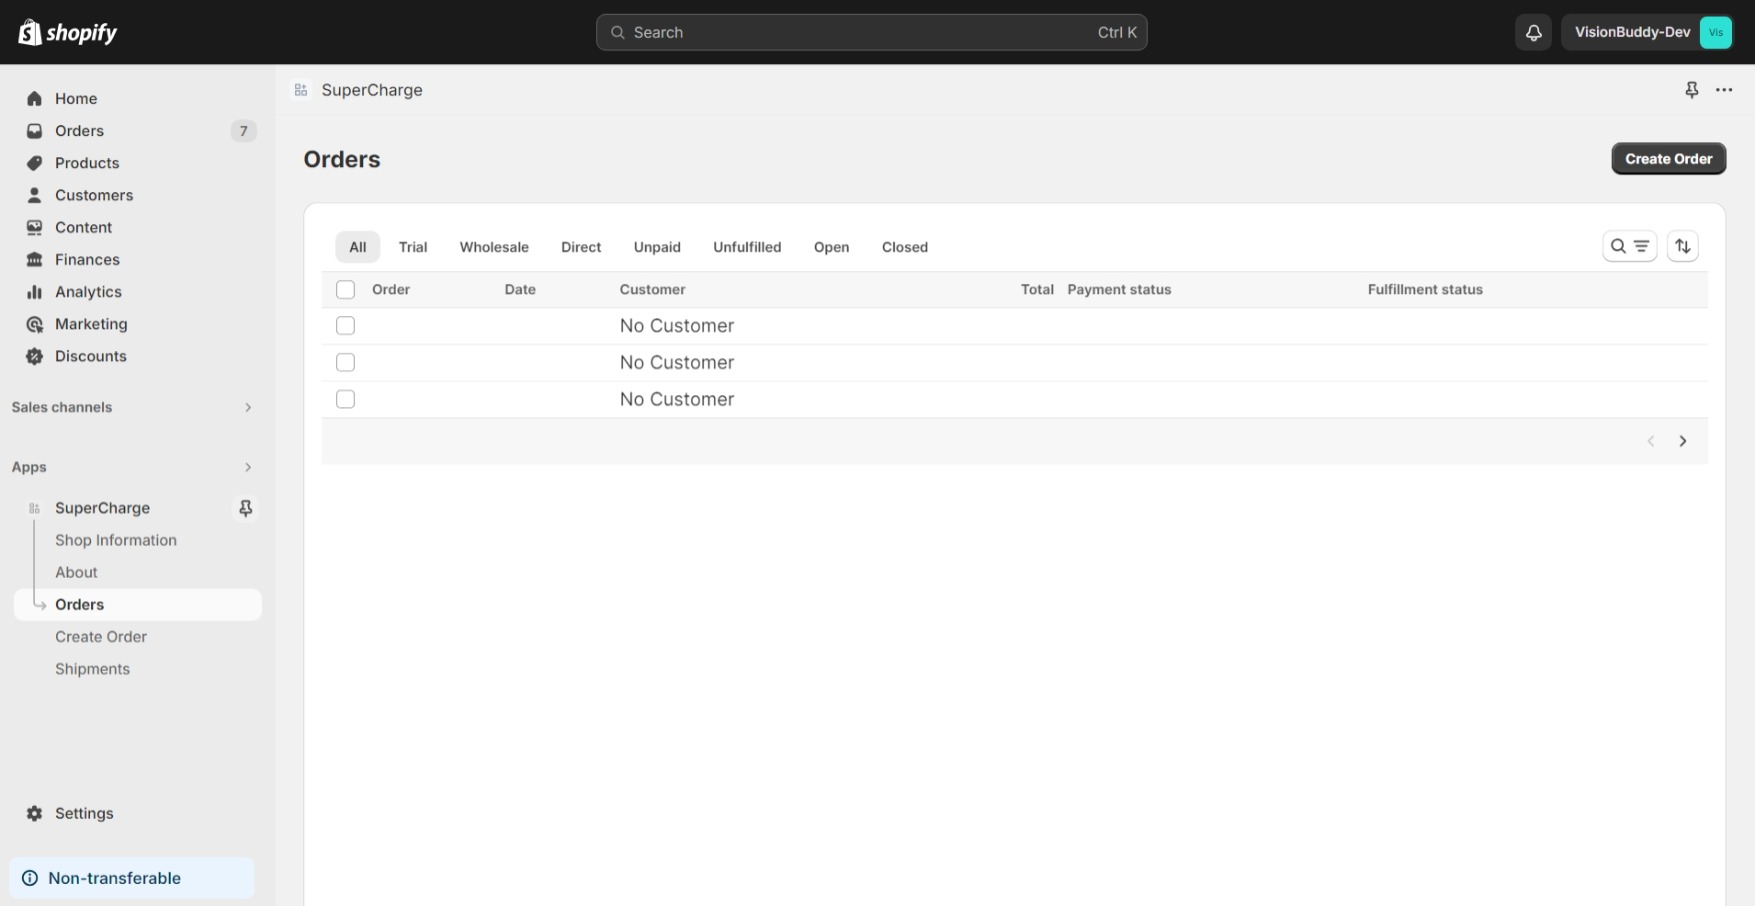 shopify
Search
Ctrl K
VisionBuddy-Dev
Vis
Home
Orders
7
Products
Customers
Content
Finances
Analytics
Marketing
Discounts
Sales channels
Apps
SuperCharge
Shop Information
About
Orders
Create Order
Shipments
Settings
Non-transferable
SuperCharge
Orders
Create Order
All Trial Wholesale Direct Unpaid Unfulfilled Open Closed
Order Date Customer Total Payment status Fulfillment status
No Customer
No Customer
No Customer